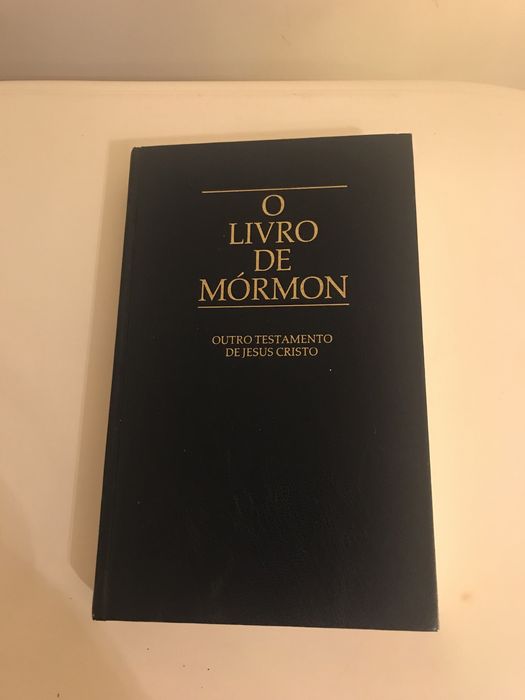 O
LIVRO
DE
MÓRMON
OUTRO TESTAMENTO
DE JESUS CRISTO